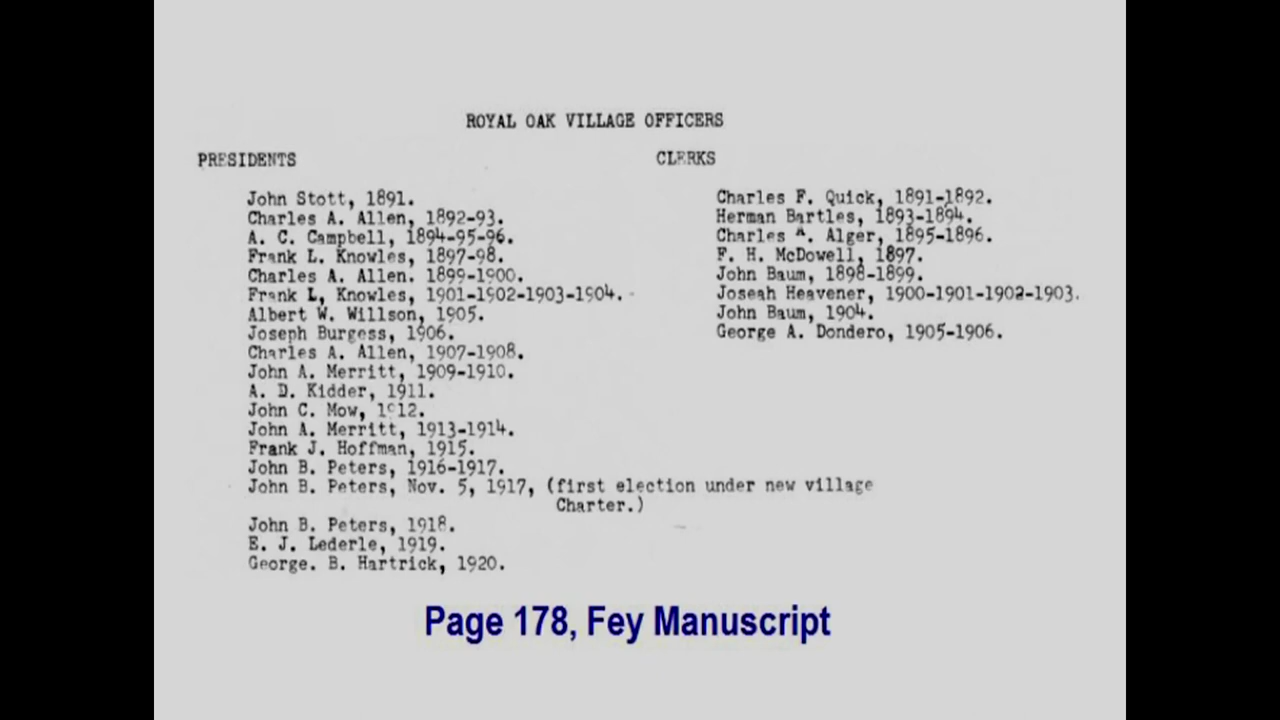 ROYAL OAK VILLAGE OFFICERS
PRESIDENTS
John Stott, 1891.
Charles A. Allen, 1892-93.
A. C. Campbell, 1894-95-96.
Frank L. Knowles, 1897-98.
Charles A. Allen. 1899-1900.
Frank L, Knowles, 1901-1902-1903-1904.
Albert W. Willson, 1905.
Joseph Burgess, 1906.
Charles A. Allen, 1907-1908.
John A. Merritt, 1909-1910.
A. D. Kidder, 1911.
John C. Mow, 1912.
John A. Merritt, 1913-1914.
Frank J. Hoffman, 1915.
John B. Peters, 1916-1917.
John B. Peters, Nov. 5, 1917, (first election under new village
Charter.)
John B. Peters, 1918.
E. J. Lederle, 1919.
George. B. Hartrick, 1920.
CLERKS
Charles F. Quick, 1891-1892.
Herman Bartles, 1893-1894.
Charles A. Alger, 1895-1896.
F. H. McDowell, 1897.
John Baum, 1898-1899.
Joseah Heavener, 1900-1901-1902-1903.
John Baum, 1904.
George A. Dondero, 1905-1906.
Page 178, Fey Manuscript